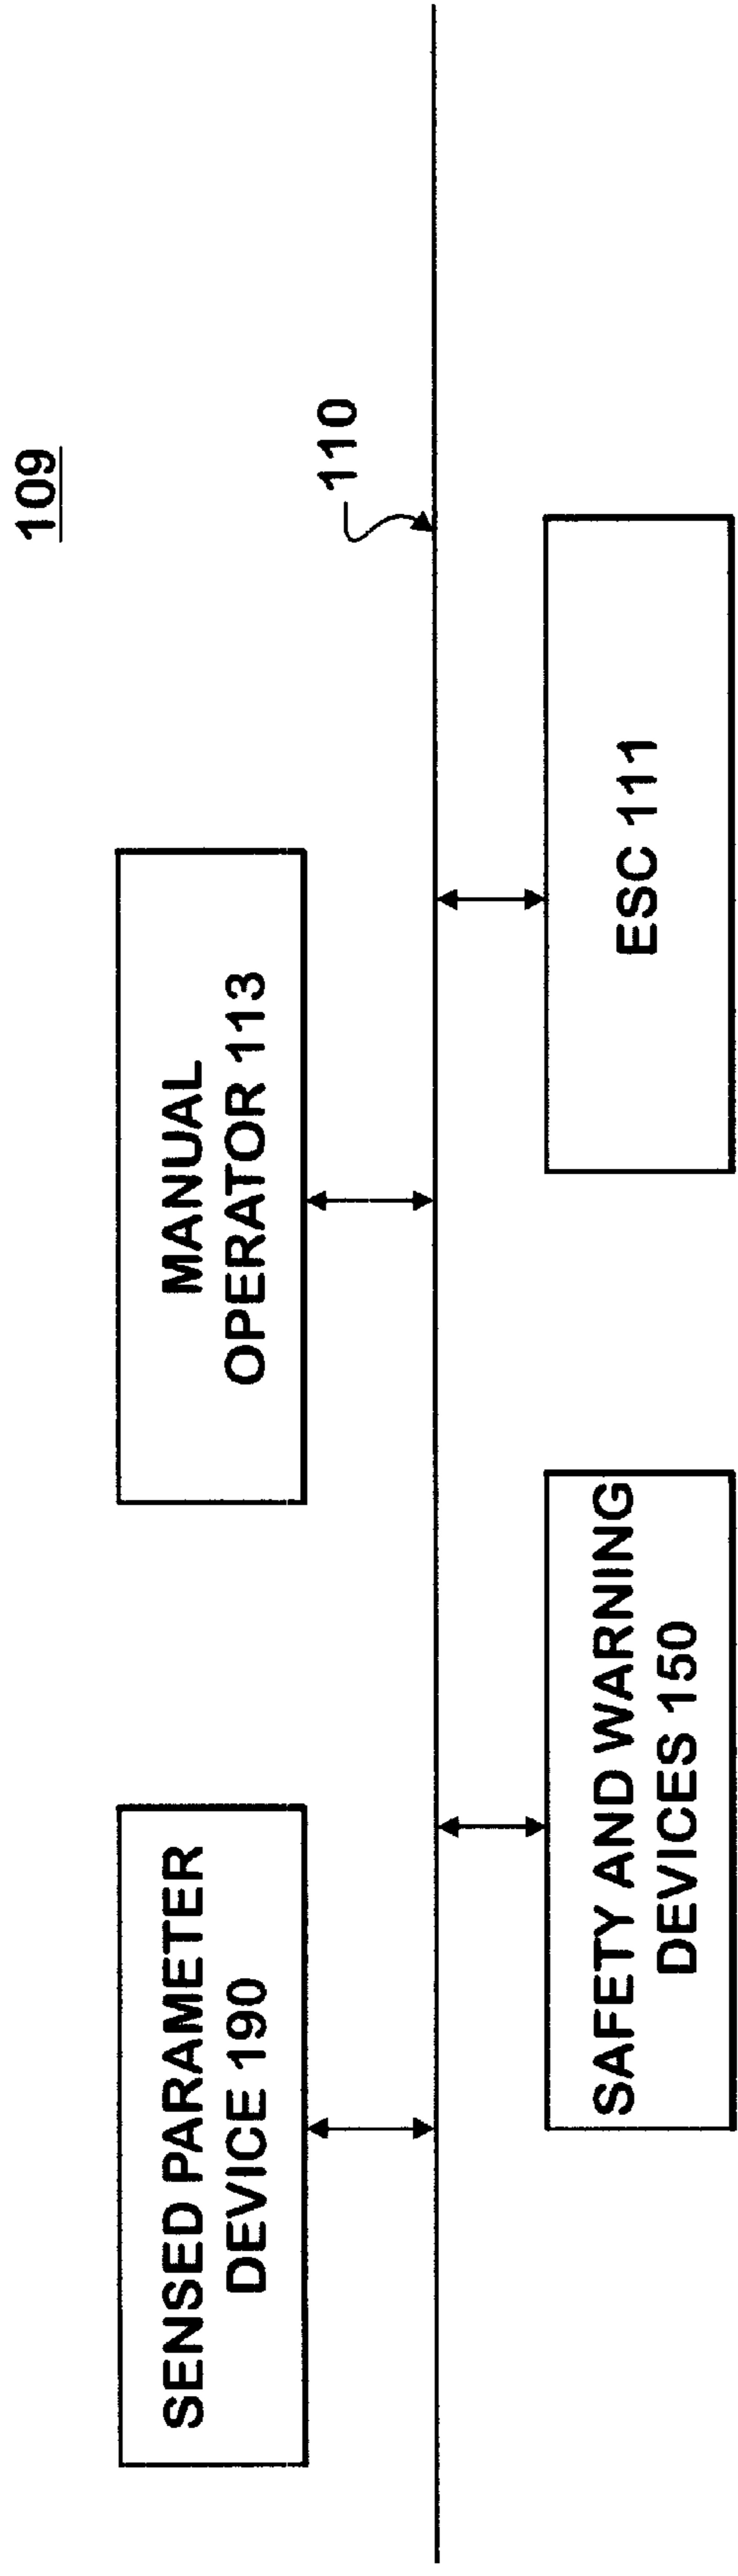 109
110
SENSED PARAMETER
DEVICE 190
MANUAL
OPERATOR 113
SAFETY AND WARNING
DEVICES 150
ESC 111